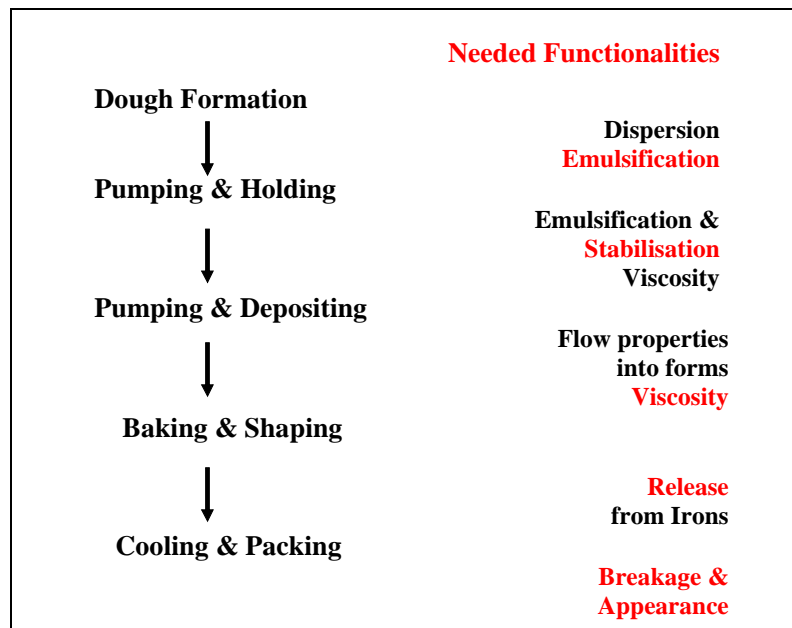 Needed Functionalities
Dough Formation
Dispersion
Emulsification
Pumping & Holding
Emulsification &
Stabilisation
Viscosity
Pumping & Depositing
Flow properties
into forms
Viscosity
Baking & Shaping
Release
from Irons
Cooling & Packing
Breakage &
Appearance